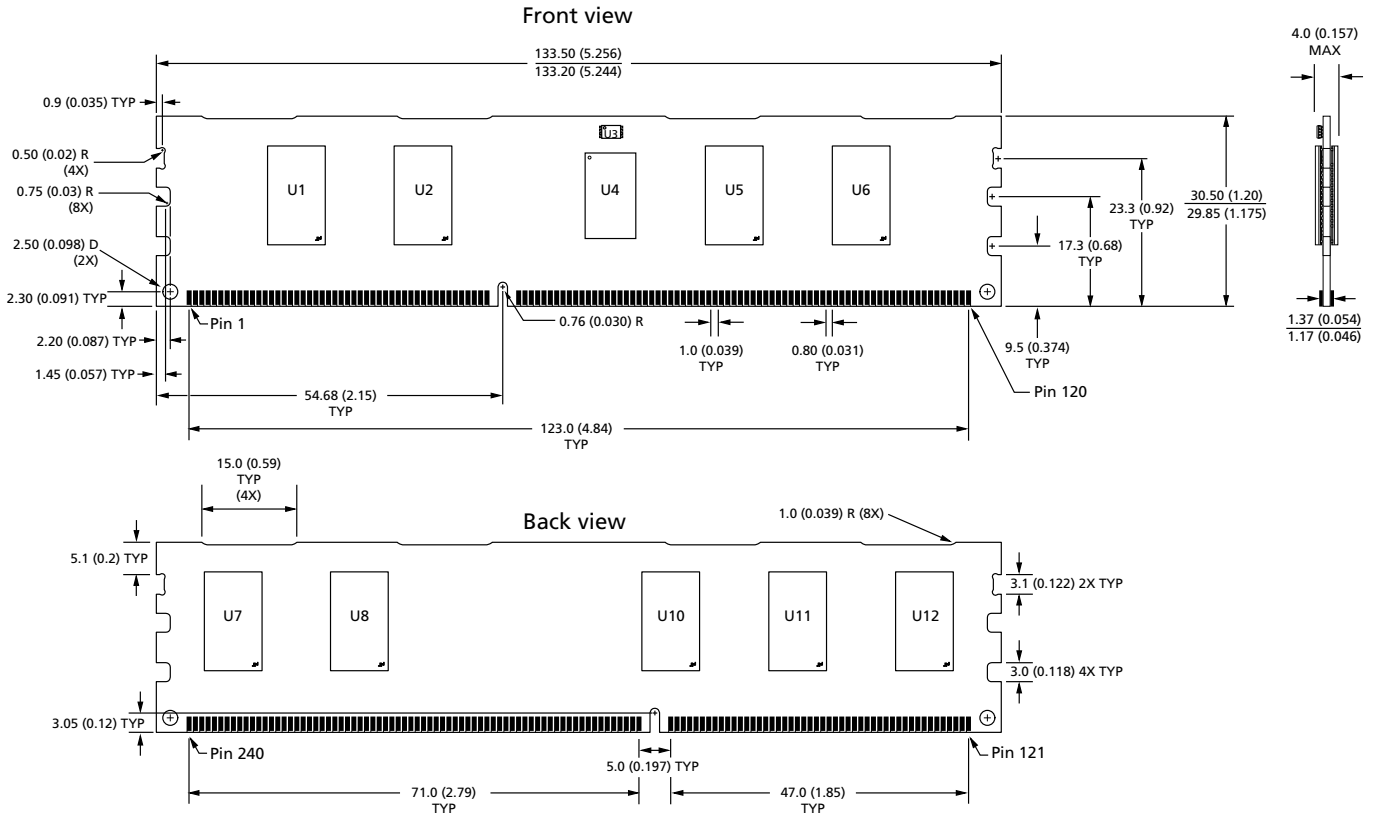 Front view
133.50 (5.256)
133.20 (5.244)
4.0 (0.157)
MAX
0.9 (0.035) TYP
0.50 (0.02) R
(4X)
0.75 (0.03) R
(8X)
2.50 (0.098) D
(2X)
2.30 (0.091) TYP
2.20 (0.087) TYP
1.45 (0.057) TYP
U1
U2
U3
U4
U5
U6
23.3 (0.92)
TYP
17.3 (0.68)
TYP
30.50 (1.20)
29.85 (1.175)
Pin 1
0.76 (0.030) R
1.0 (0.039)
TYP
0.80 (0.031)
TYP
9.5 (0.374)
TYP
1.37 (0.054)
1.17 (0.046)
Pin 120
54.68 (2.15)
TYP
123.0 (4.84)
TYP
15.0 (0.59)
TYP
(4X)
Back view
1.0 (0.039) R (8X)
5.1 (0.2) TYP
3.1 (0.122) 2X TYP
U7
U8
U10
U11
U12
3.0 (0.118) 4X TYP
3.05 (0.12) TYP
Pin 240
5.0 (0.197) TYP
Pin 121
71.0 (2.79)
TYP
47.0 (1.85)
TYP